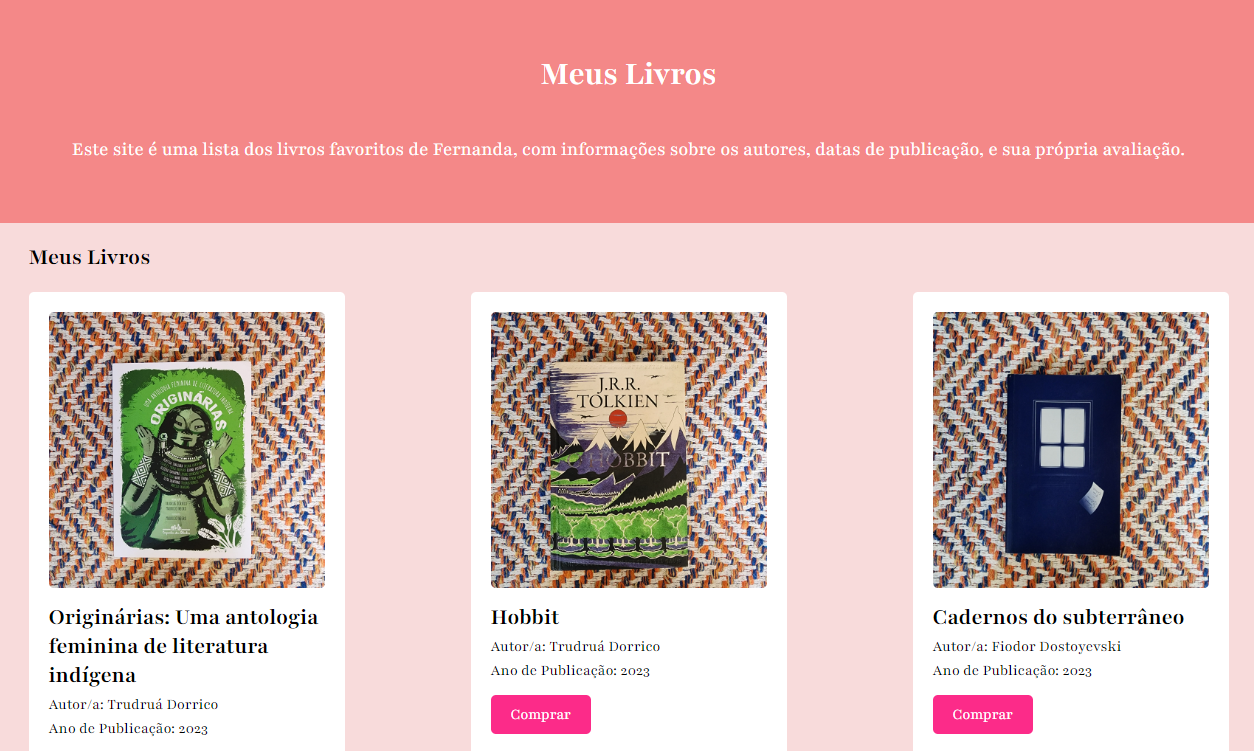 Meus Livros
Este site é uma lista dos livros favoritos de Fernanda, com informações sobre os autores, datas de publicação, e sua própria avaliação.
Meus Livros
UMA ANTOLOGIA FEMININA DE LITERATURA INDÍGENA
ORIGINÁRIAS
Originárias: Uma antologia
feminina de literatura
indígena
Autor/a: Trudruá Dorrico
Ano de Publicação: 2023
J.R.R.
TOLKIEN
HOBBIT
Hobbit
Autor/a: Trudruá Dorrico
Ano de Publicação: 2023
Comprar
Cadernos do subterrâneo
Autor/a: Fiodor Dostoyevski
Ano de Publicação: 2023
Comprar